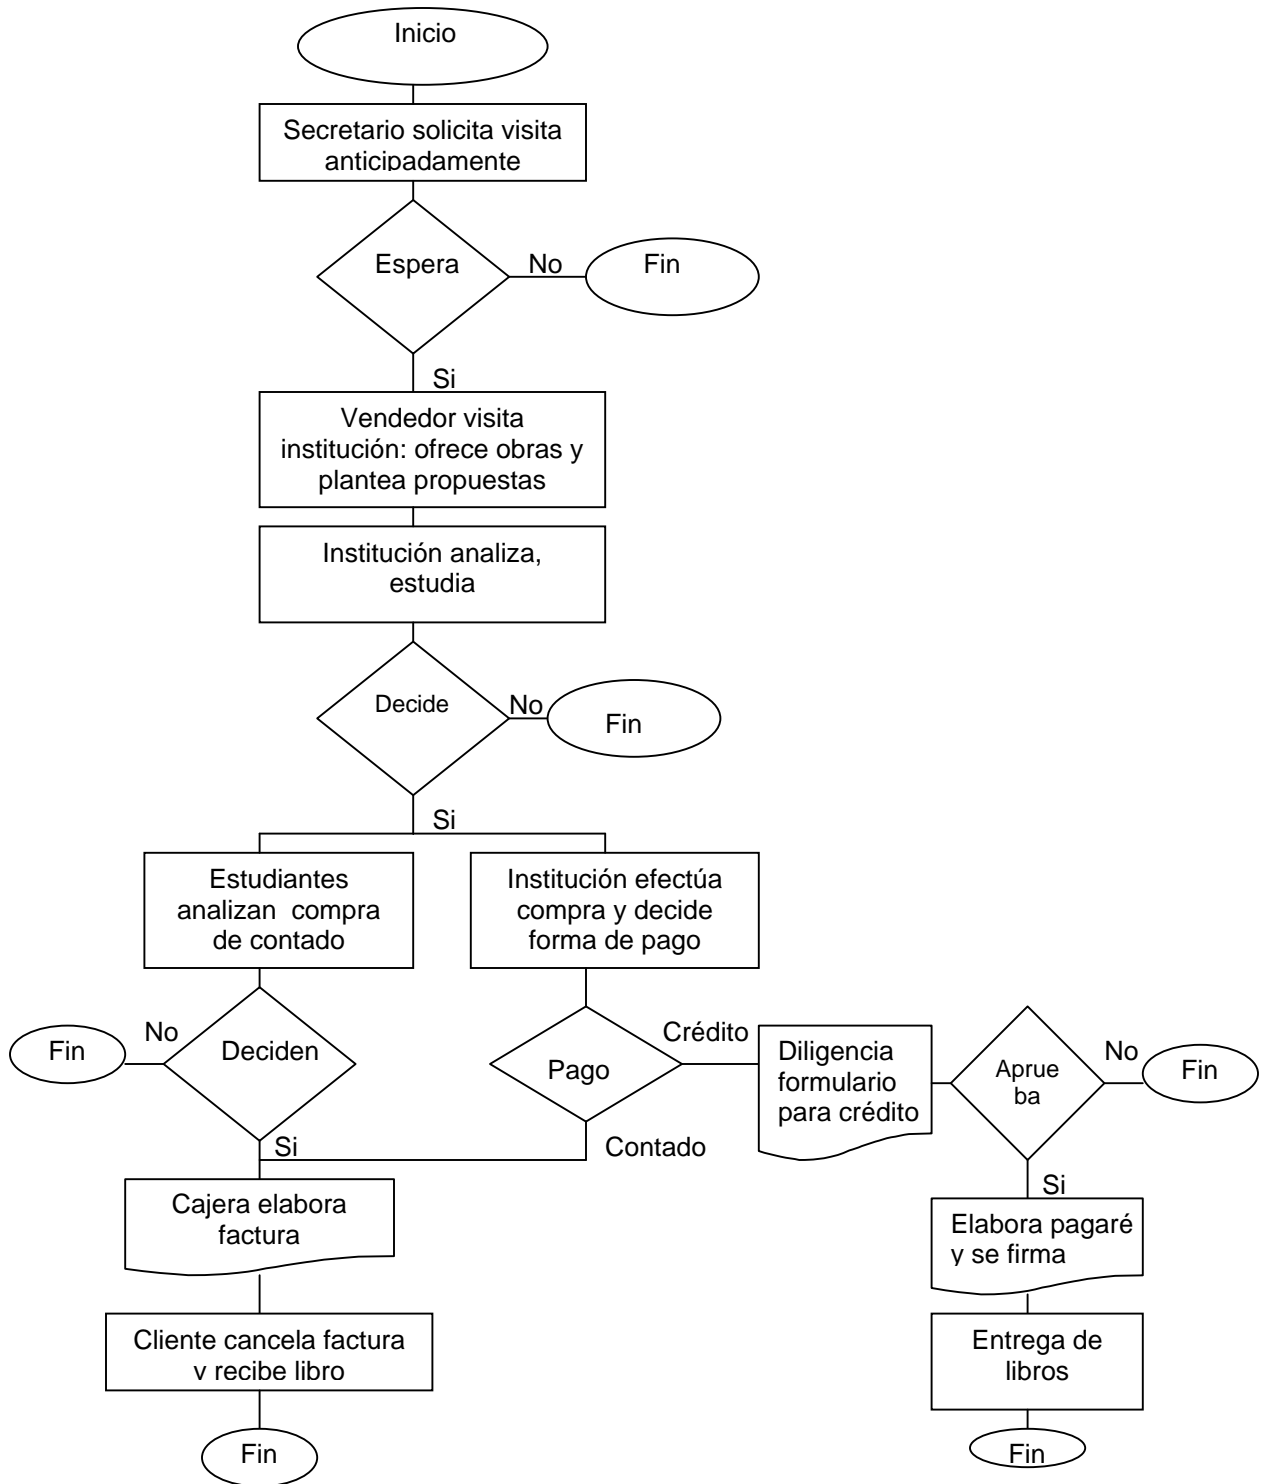 Inicio
Secretario solicita visita
anticipadamente
Espera
No
Fin
Si
Vendedor visita
institución: ofrece obras y
plantea propuestas
Institución analiza,
estudia
Decide
No
Fin
Si
Estudiantes
analizan compra
de contado
Institución efectúa
compra y decide
forma de pago
Fin
No
Deciden
Si
Pago
Crédito
Contado
Diligencia
formulario
para crédito
Aprue
ba
No
Fin
Si
Cajera elabora
factura
Elabora pagaré
y se firma
Cliente cancela factura
y recibe libro
Entrega de
libros
Fin
Fin